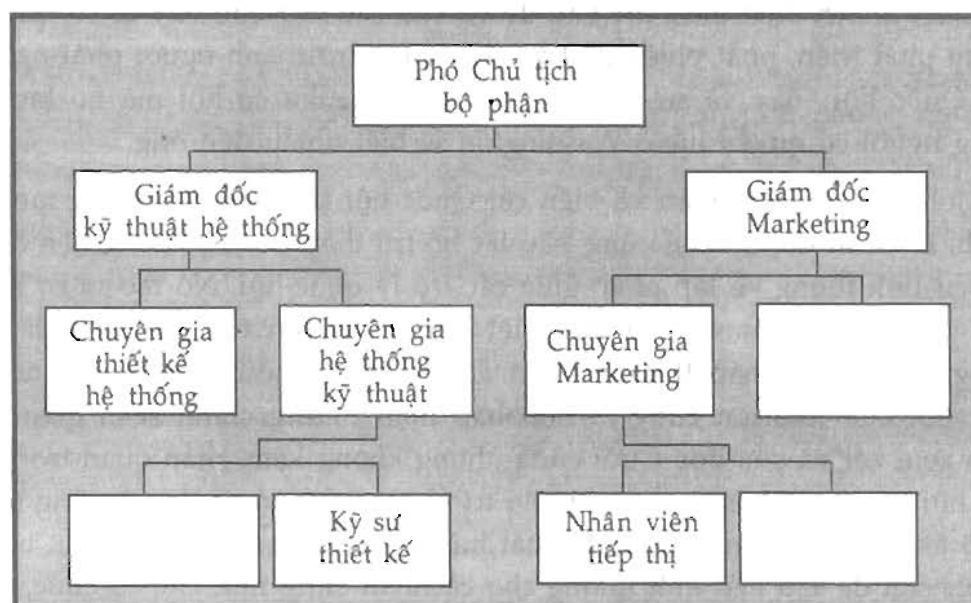 Phó Chủ tịch
bộ phận
Giám đốc
kỹ thuật hệ thống
Giám đốc
Marketing
Chuyên gia
thiết kế
hệ thống
Chuyên gia
hệ thống
kỹ thuật
Chuyên gia
Marketing
Kỹ sư
thiết kế
Nhân viên
tiếp thị